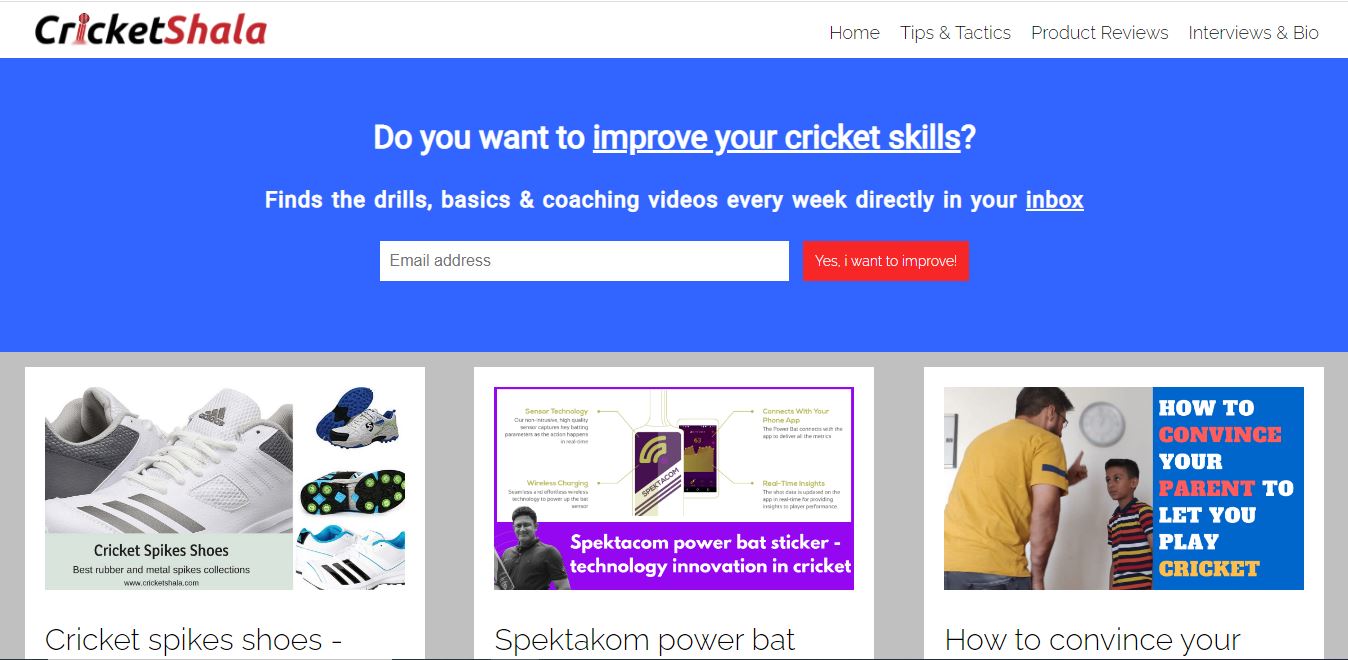 CricketShala
Home Tips & Tactics Product Reviews Interviews & Bio
Do you want to improve your cricket skills?
Finds the drills, basics & coaching videos every week directly in your inbox
Email address
Yes, i want to improve!
Cricket Spikes Shoes
Best rubber and metal spikes collections
www.cricketshala.com
Cricket spikes shoes -
Sensor Technology
Our non-intrusive, high quality
sensor captures key batting
parameters as the action happens
in real-time
Connects With Your
Phone App
The Power Bat connects with the
app to deliver all the metrics
Wireless Charging
Seamless and effortless wireless
technology to power up the bat
sensor
Real-Time Insights
The shot data is updated on the
app in real-time for providing
insights to player performance
SPEKTACOM
63
Spektacom power bat sticker -
technology innovation in cricket
Spektakom power bat
HOW TO
CONVINCE
YOUR
PARENT TO
LET YOU
PLAY
CRICKET
How to convince your